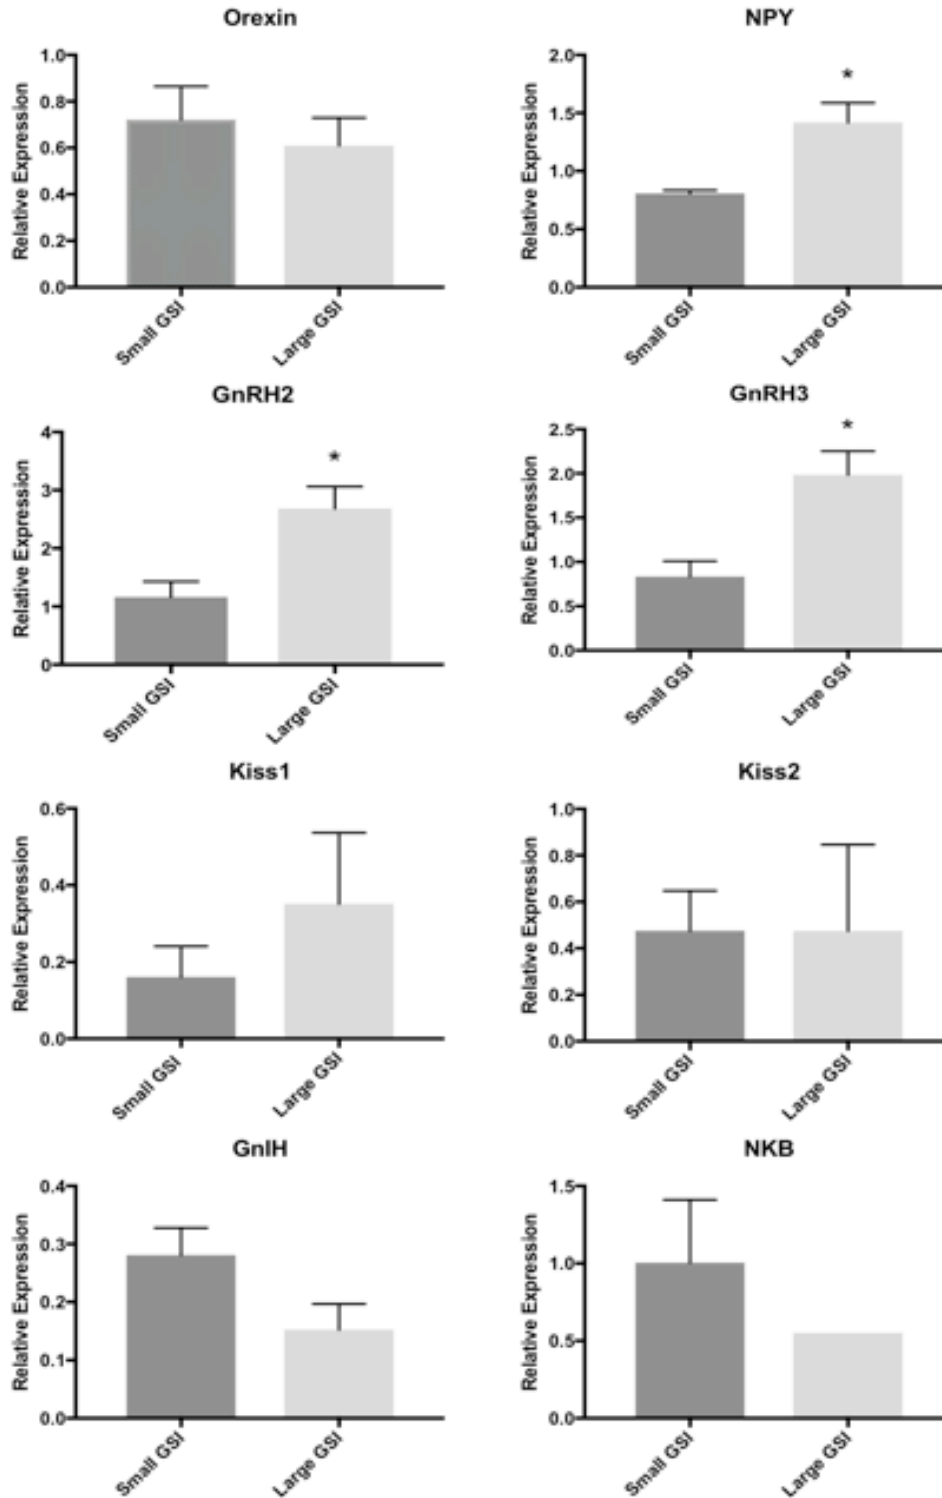 Orexin
Relative Expression
1.0
0.8
0.6
0.4
0.2
0.0
Small GSI
Large GSI
NPY
Relative Expression
2.0
1.5
1.0
0.5
0.0
*
Small GSI
Large GSI
GnRH2
Relative Expression
4
3
2
1
0
*
Small GSI
Large GSI
GnRH3
Relative Expression
2.5
2.0
1.5
1.0
0.5
0.0
*
Small GSI
Large GSI
Kiss1
Relative Expression
0.6
0.4
0.2
0.0
Small GSI
Large GSI
Kiss2
Relative Expression
1.0
0.8
0.6
0.4
0.2
0.0
Small GSI
Large GSI
GnIH
Relative Expression
0.4
0.3
0.2
0.1
0.0
Small GSI
Large GSI
NKB
Relative Expression
1.5
1.0
0.5
0.0
Small GSI
Large GSI